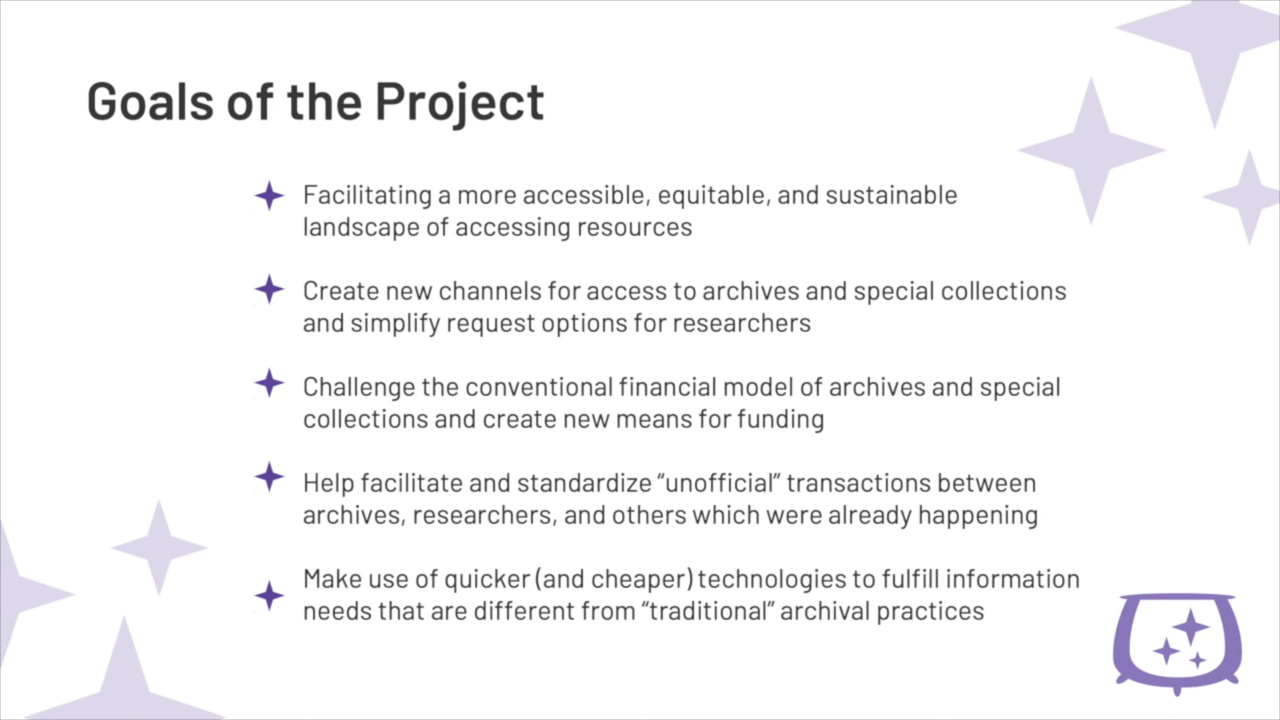 Goals of the Project
Facilitating a more accessible, equitable, and sustainable
landscape of accessing resources
Create new channels for access to archives and special collections
and simplify request options for researchers
Challenge the conventional financial model of archives and special
collections and create new means for funding
Help facilitate and standardize “unofficial” transactions between
archives, researchers, and others which were already happening
Make use of quicker (and cheaper) technologies to fulfill information
needs that are different from “traditional” archival practices